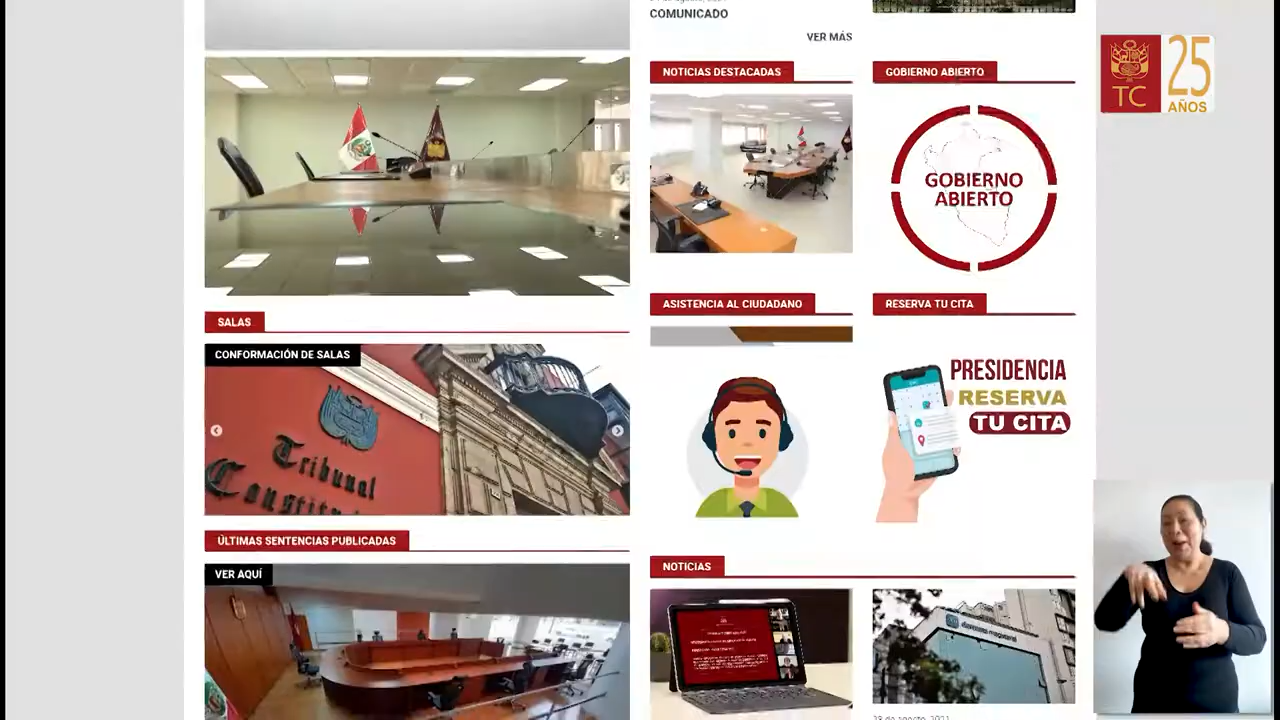 COMUNICADO
VER MÁS
NOTICIAS DESTACADAS
GOBIERNO ABIERTO
GOBIERNO
ABIERTO
TC
25
AÑOS
SALAS
CONFORMACIÓN DE SALAS
Tribunal
ASISTENCIA AL CIUDADANO
RESERVA TU CITA
PRESIDENCIA
RESERVA
TU CITA
ÚLTIMAS SENTENCIAS PUBLICADAS
VER AQUÍ
NOTICIAS